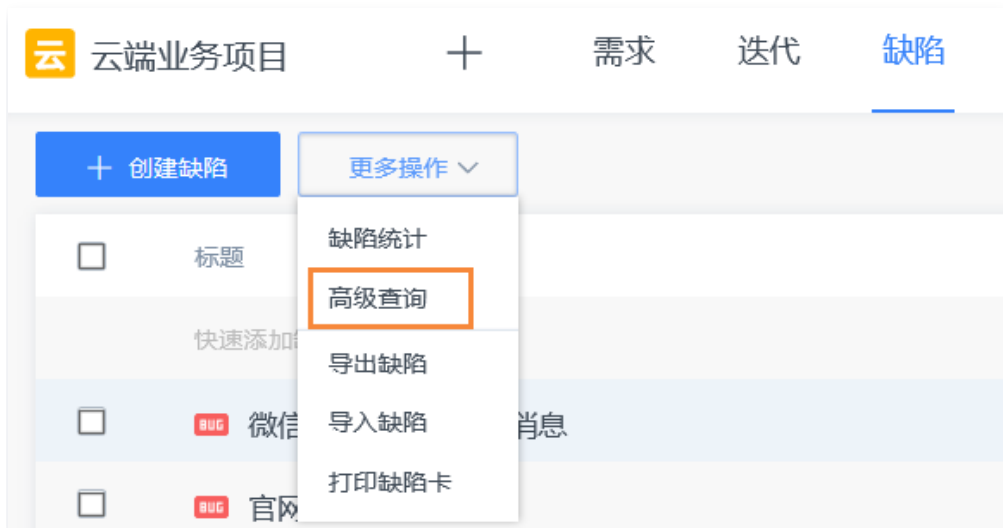 云 云端业务项目 需求 迭代 缺陷
创建缺陷 更多操作
缺陷统计
标题
高级查询
快速添加
导出缺陷
BUG 微信 导入缺陷 消息
打印缺陷卡
BUG 官网